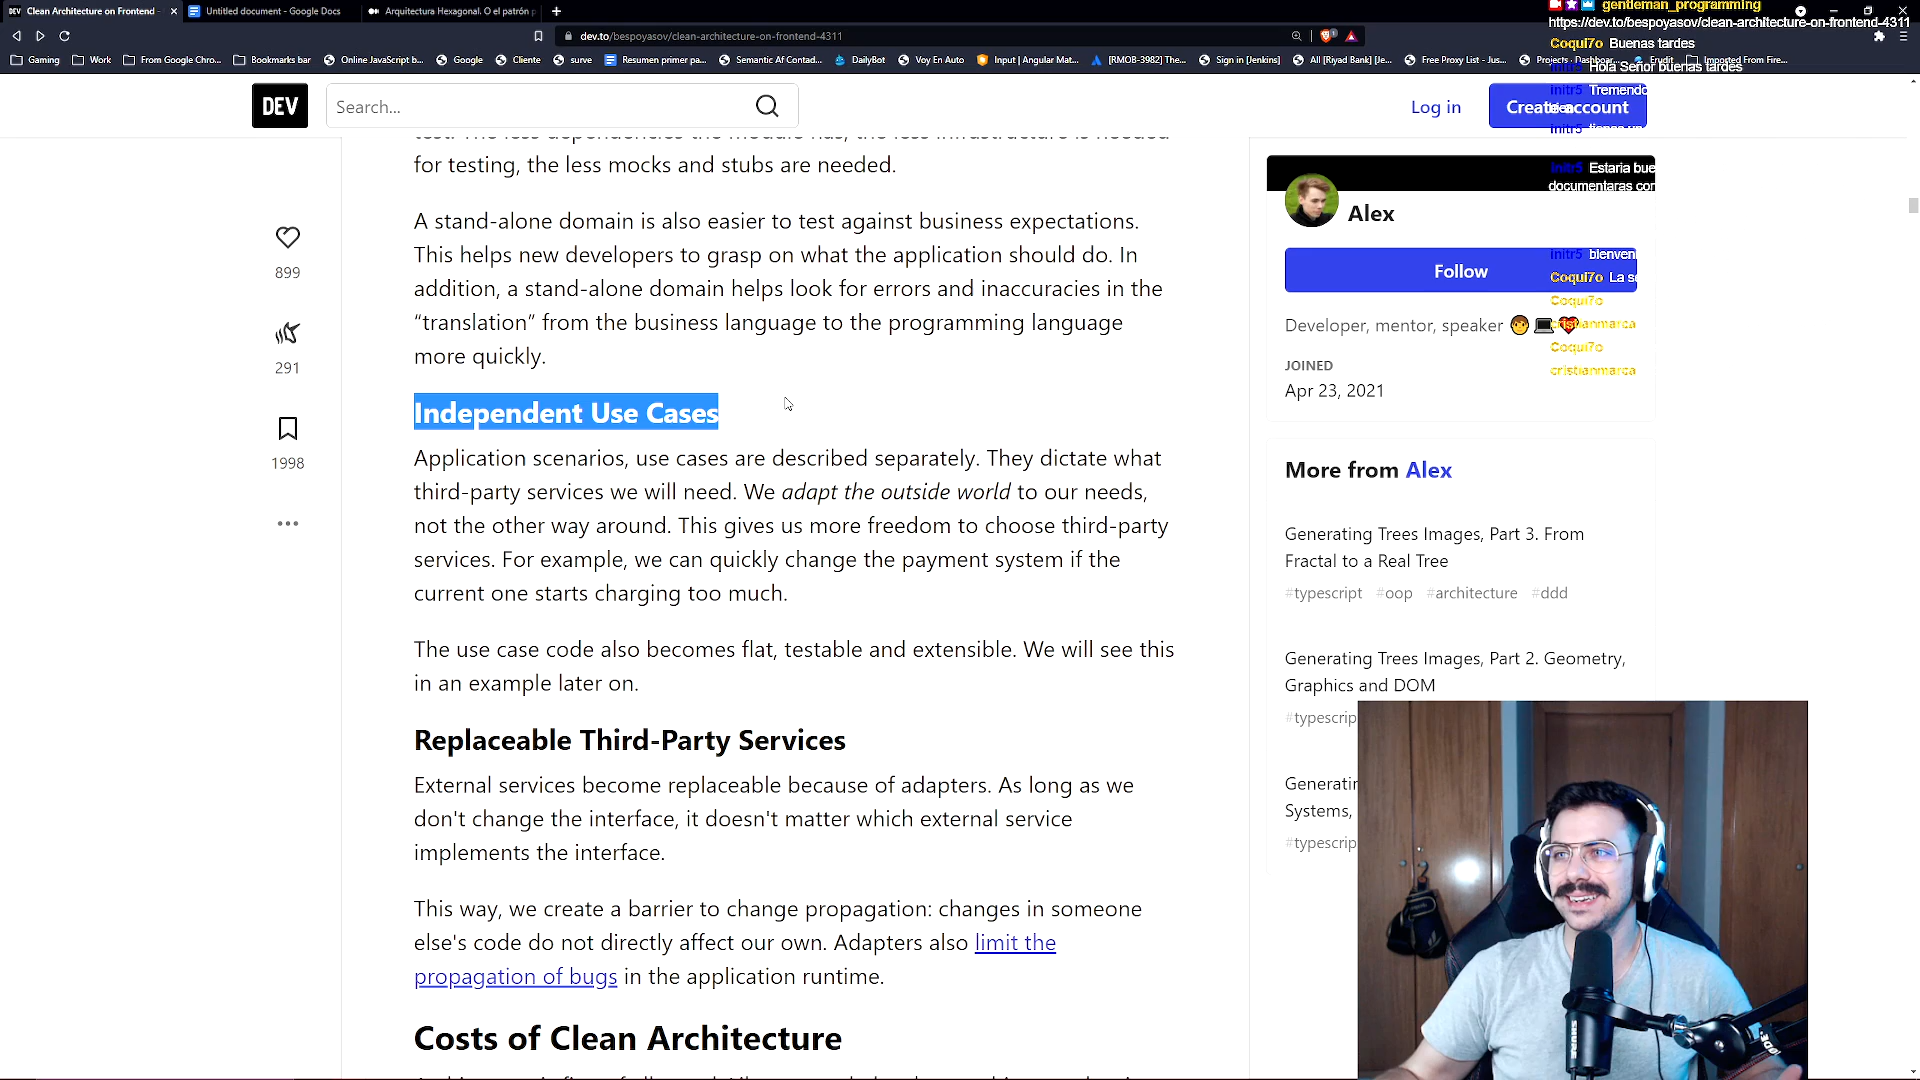 Clean Architecture on Frontend -
Untitled document - Google Docs
Arquitectura Hexagonal. O el patrón p
gentleman_programming
https://dev.to/bespoyasov/clean-architecture-on-frontend-4311
dev.to/bespoyasov/clean-architecture-on-frontend-4311
Coqui7o Buenas tardes
Gaming
Work
From Google Chro...
Bookmarks bar
Online JavaScript b...
Google
Cliente
surve
Resumen primer pa...
Semantic Af Contad...
DailyBot
Voy En Auto
Input | Angular Mat...
[RMOB-3982] [The...
Sign in [Jenkins]
All [Riyad Bank] [Je...
Free Proxy List - Jus...
Projects · Dashboar...
Erudit
Imported From Fire...
Initr5 Hola Señor buenas tardes
Initr5 Tremendo
DEV
Search...
Log in
Create account
Initr5
for testing, the less mocks and stubs are needed.
A stand-alone domain is also easier to test against business expectations.
This helps new developers to grasp on what the application should do. In
addition, a stand-alone domain helps look for errors and inaccuracies in the
“translation” from the business language to the programming language
more quickly.
Independent Use Cases
Application scenarios, use cases are described separately. They dictate what
third-party services we will need. We adapt the outside world to our needs,
not the other way around. This gives us more freedom to choose third-party
services. For example, we can quickly change the payment system if the
current one starts charging too much.
The use case code also becomes flat, testable and extensible. We will see this
in an example later on.
Replaceable Third-Party Services
External services become replaceable because of adapters. As long as we
don't change the interface, it doesn't matter which external service
implements the interface.
This way, we create a barrier to change propagation: changes in someone
else's code do not directly affect our own. Adapters also limit the
propagation of bugs in the application runtime.
Costs of Clean Architecture
899
291
1998
Initr5 Estaria bue
documentaras con
Alex
Initr5 bienveni
Follow
Coqui7o La se
Coqui7o
Developer, mentor, speaker
cristianmarca
Coqui7o
JOINED
cristianmarca
Apr 23, 2021
More from Alex
Generating Trees Images, Part 3. From
Fractal to a Real Tree
#typescript #oop #architecture #ddd
Generating Trees Images, Part 2. Geometry,
Graphics and DOM
#typescrip
Generatin
Systems,
#typescrip
SHURE